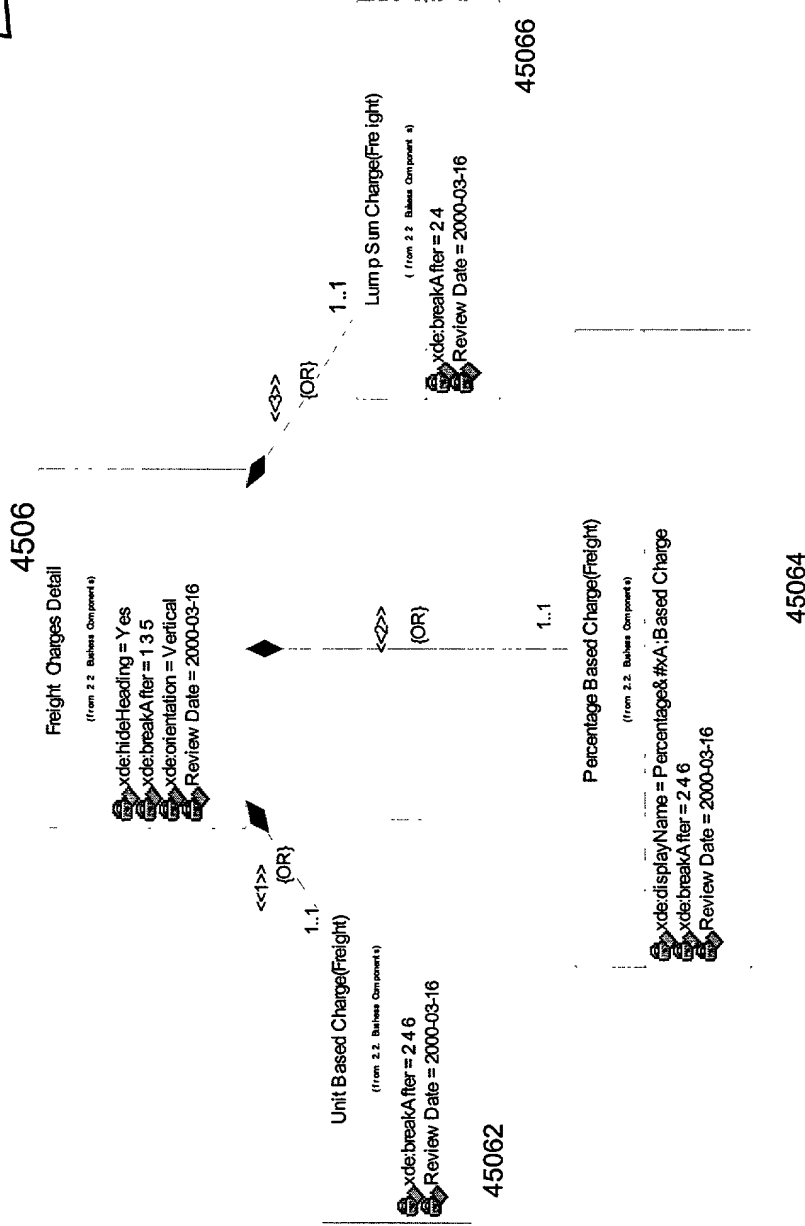 4506
Freight Charges Detail
(from 2.2 Business Components)
xde:hideHeading = Yes
xde:breakAfter = 1 3 5
xde:orientation = Vertical
Review Date = 2000-03-16
<<1>>
{OR}
1..1
<<2>>
{OR}
1..1
<<3>>
{OR}
1..1
Unit Based Charge(Freight)
(from 2.2 Business Components)
xde:breakAfter = 2 4 6
Review Date = 2000-03-16
45062
Lump Sum Charge(Freight)
(from 2.2 Business Components)
xde:breakAfter = 2 4
Review Date = 2000-03-16
45066
Percentage Based Charge(Freight)
(from 2.2. Business Components)
xde:displayName = Percentage&#xA;Based Charge
xde:breakAfter = 2 4 6
Review Date = 2000-03-16
45064